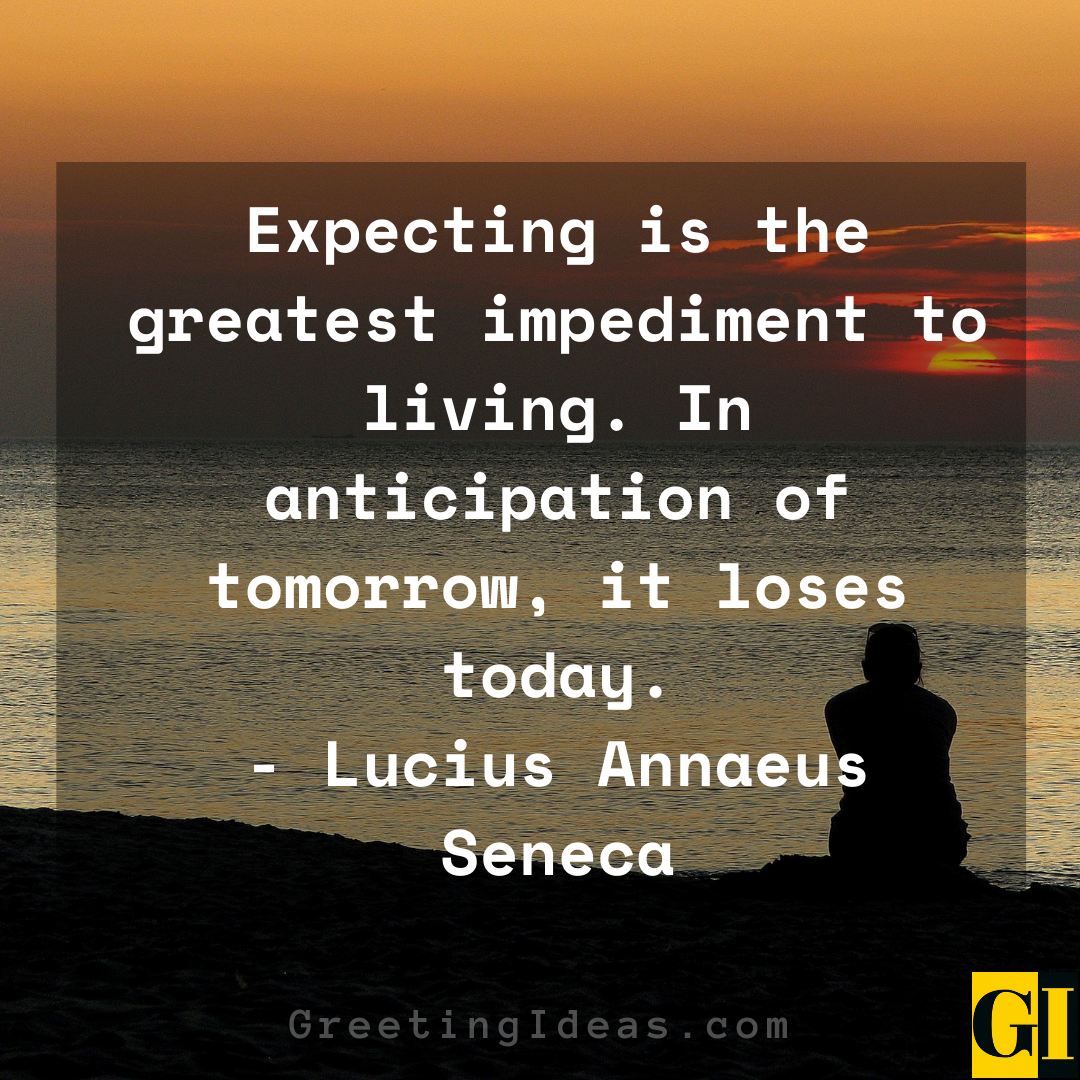 Expecting is the
greatest impediment to
living. In
anticipation of
tomorrow, it loses
today.
- Lucius Annaeus
Seneca
GreetingIdeas.com
GI